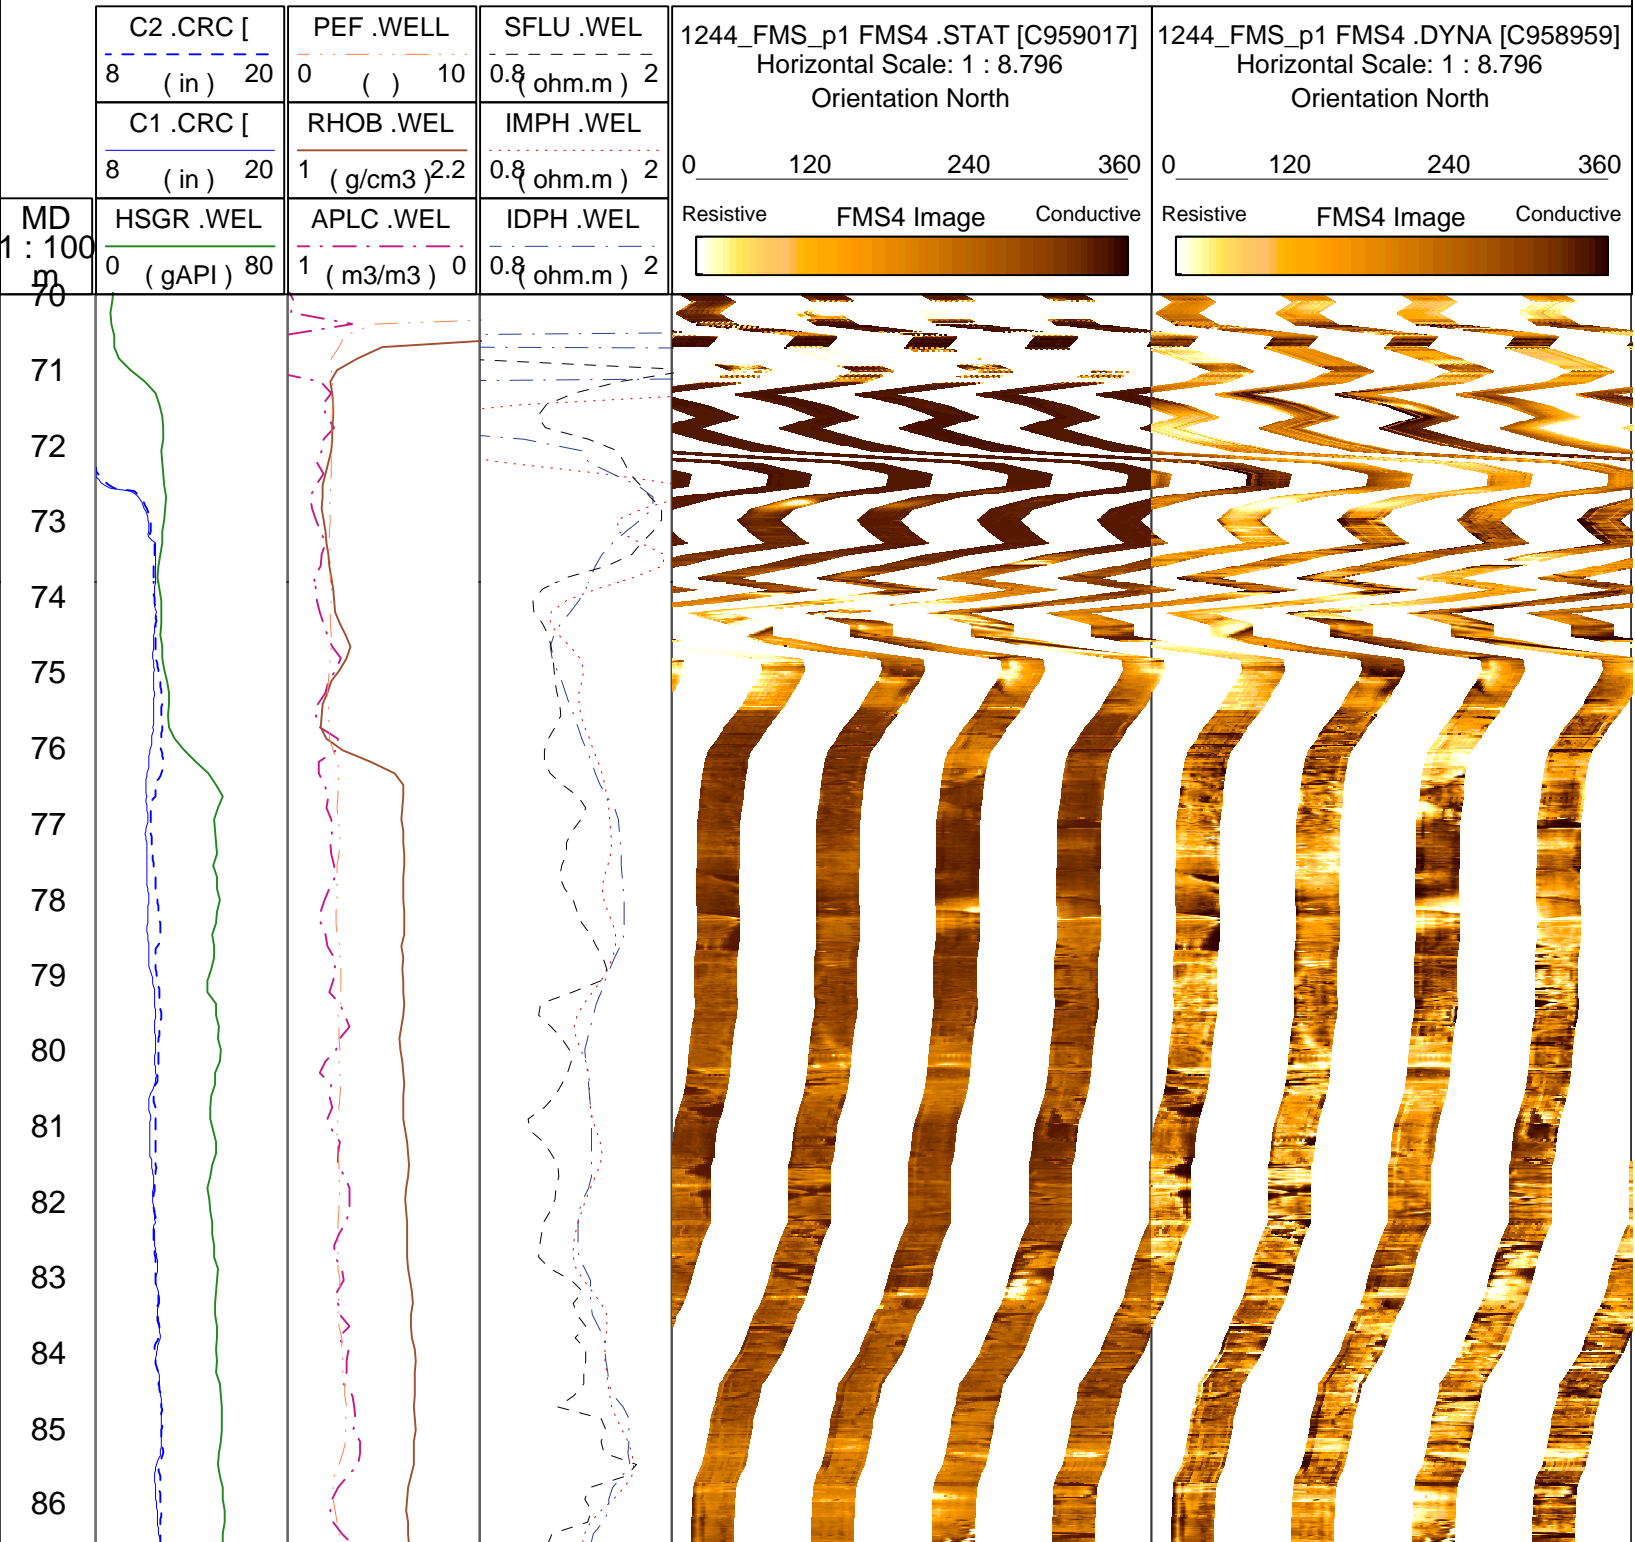 C2 .CRC [
8 ( in ) 20
C1 .CRC [
8 ( in ) 20
HSGR .WEL
0 ( gAPI ) 80
PEF .WELL
0 ( ) 10
RHOB .WEL
1 ( g/cm3 ) 2.2
APLC .WEL
1 ( m3/m3 ) 0
SFLU .WEL
0.8 ( ohm.m ) 2
IMPH .WEL
0.8 ( ohm.m ) 2
IDPH .WEL
0.8 ( ohm.m ) 2
1244_FMS_p1 FMS4 .STAT [C959017]
Horizontal Scale: 1 : 8.796
Orientation North
0 120 240 360
Resistive FMS4 Image Conductive
1244_FMS_p1 FMS4 .DYNA [C958959]
Horizontal Scale: 1 : 8.796
Orientation North
0 120 240 360
Resistive FMS4 Image Conductive
MD
1 : 100
m
70
71
72
73
74
75
76
77
78
79
80
81
82
83
84
85
86